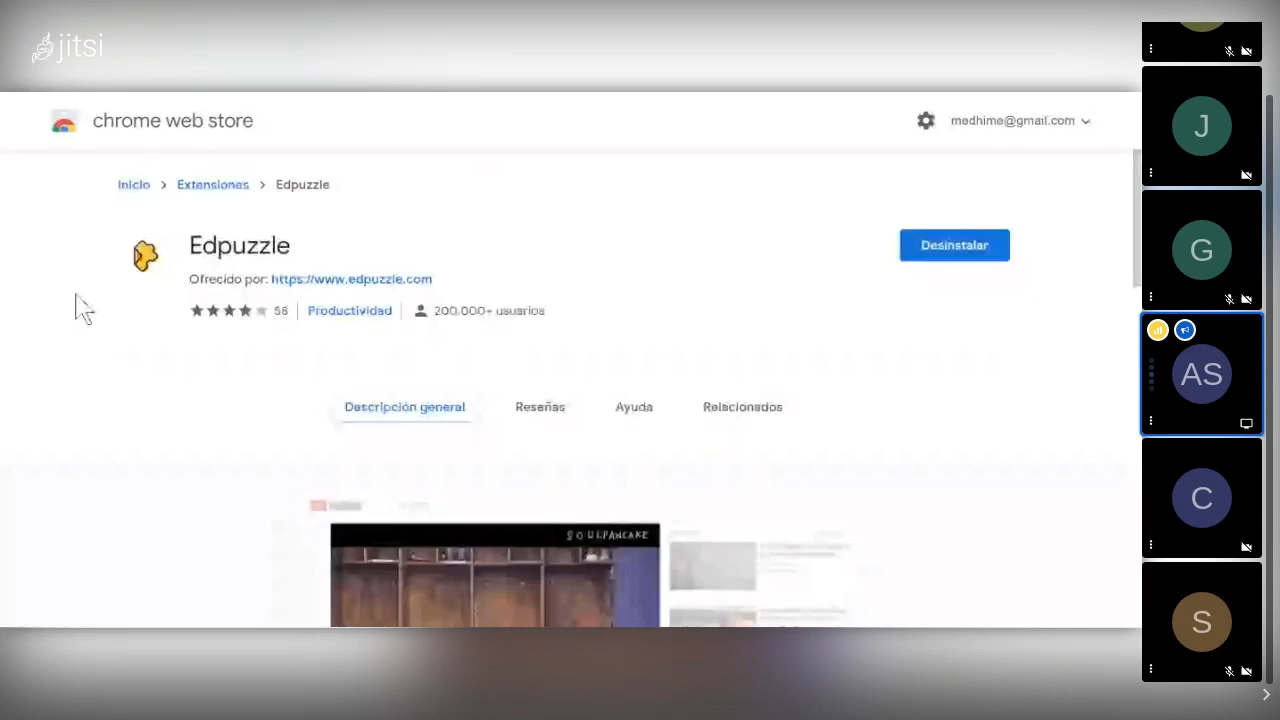 jitsi
chrome web store
medhime@gmail.com
Inicio > Extensiones > Edpuzzle
Edpuzzle
Desinstalar
Ofrecido por: https://www.edpuzzle.com
56 Productividad 200.000+ usuarios
Descripción general Reseñas Ayuda Relacionados
SOULPANCAKE
J
G
AS
C
S